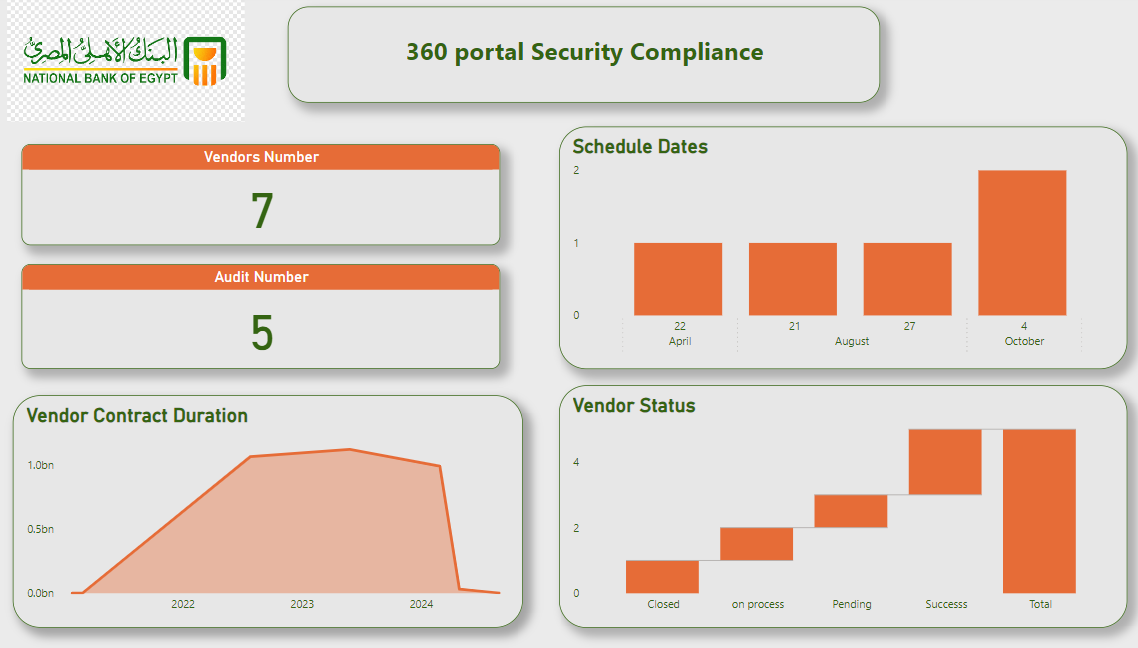 البنك الأهلي المصري
NATIONAL BANK OF EGYPT
360 portal Security Compliance
Vendors Number
7
Audit Number
5
Schedule Dates
2
1
0
22 21 27 4
April August October
Vendor Contract Duration
1.0bn
0.5bn
0.0bn
2022 2023 2024
Vendor Status
4
2
0
Closed on process Pending Successs Total